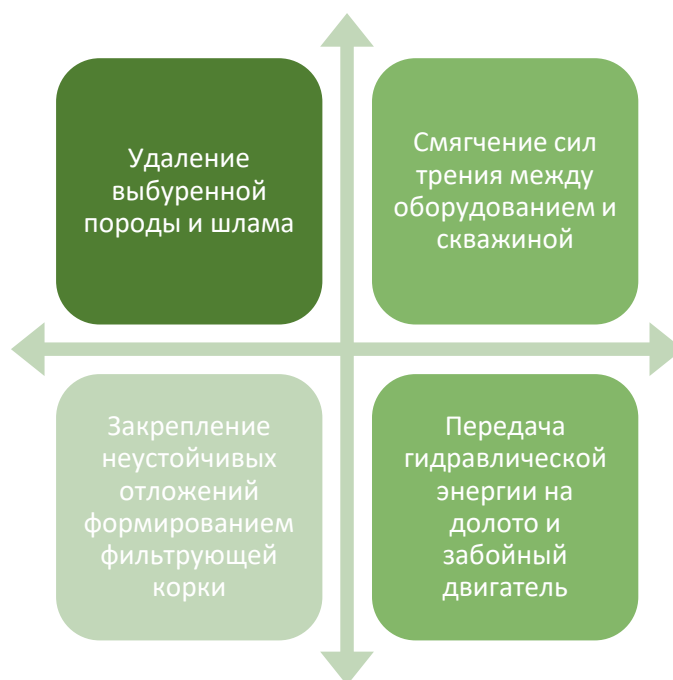 Удаление
выбуренной
породы и шлама
Смягчение сил
трения между
оборудованием и
скважиной
Закрепление
неустойчивых
отложений
формированием
фильтрующей
корки
Передача
гидравлической
энергии на
долото и
забойный
двигатель